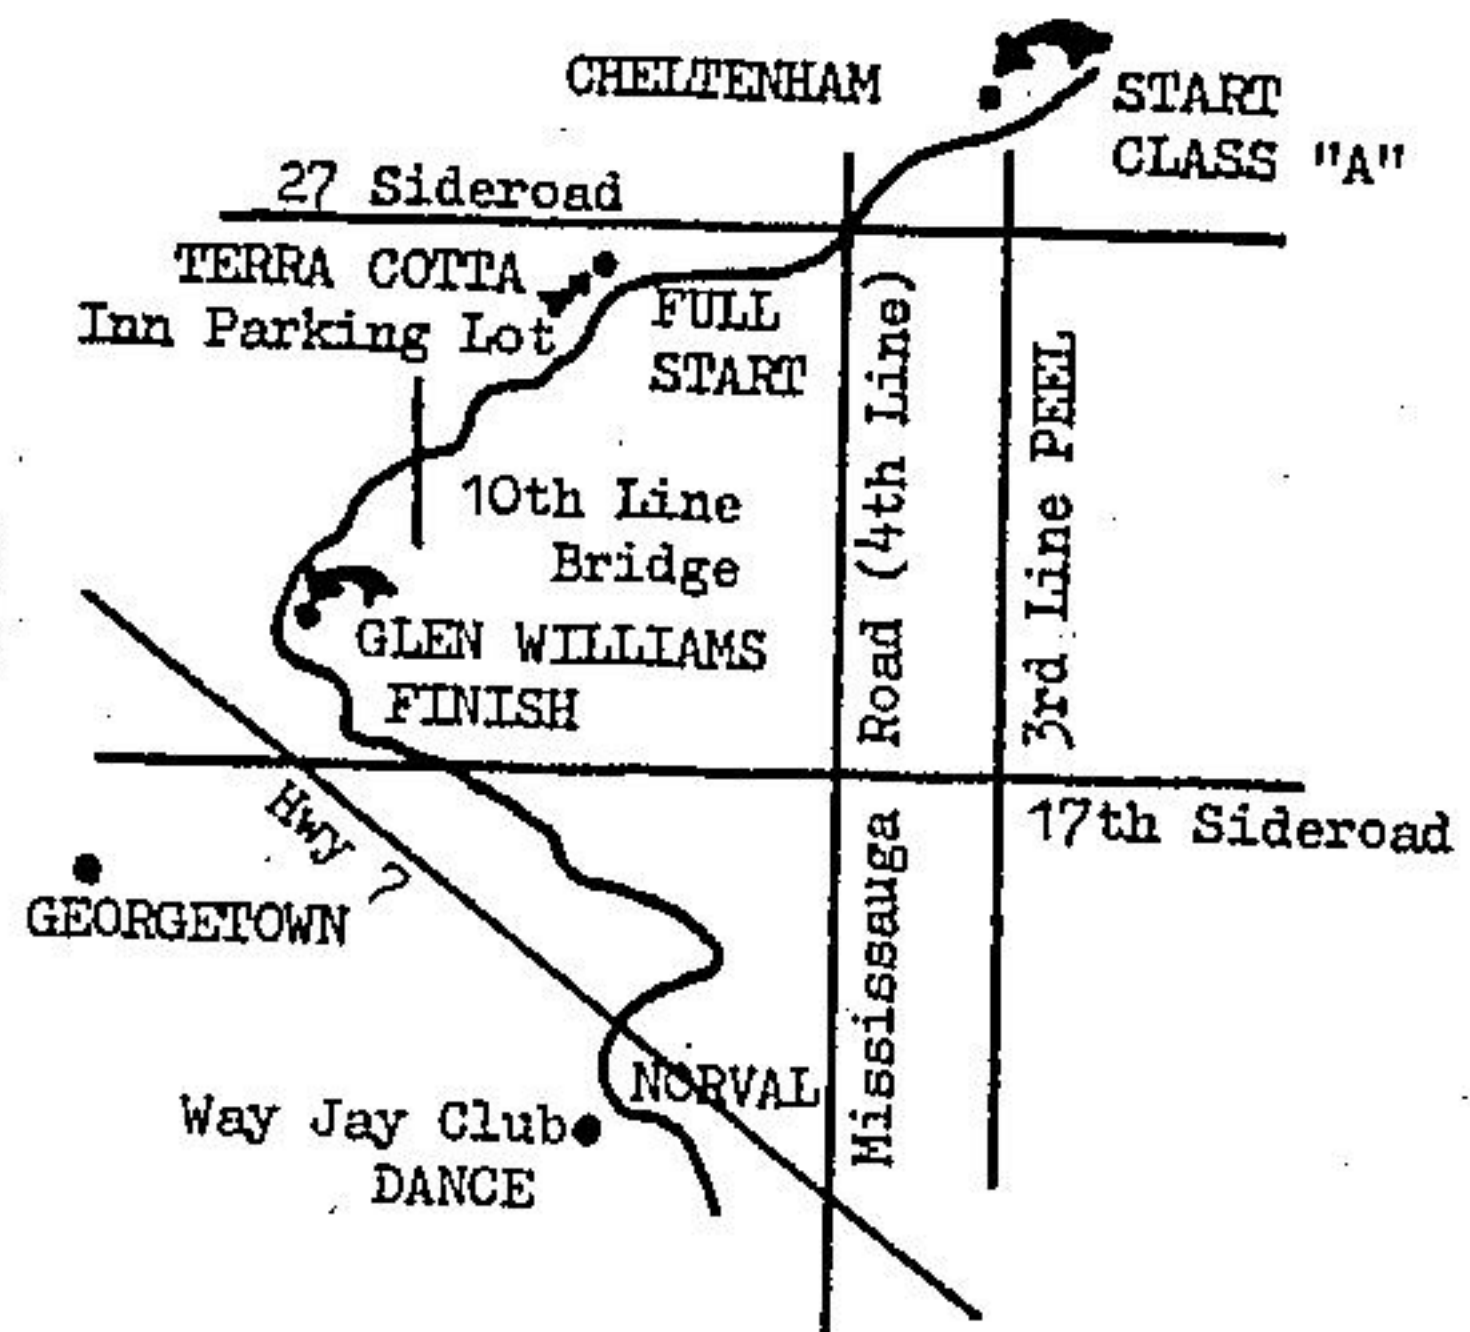 CHELTENHAM
START
CLASS "A"
27 Sideroad
TERRA COTTA
Inn Parking Lot
FULL
START
10th Line
Bridge
GLEN WILLIAMS
FINISH
Mississauga Road (4th Line)
3rd Line PEEL
17th Sideroad
Hwy 7
GEORGETOWN
NORVAL
Way Jay Club
DANCE